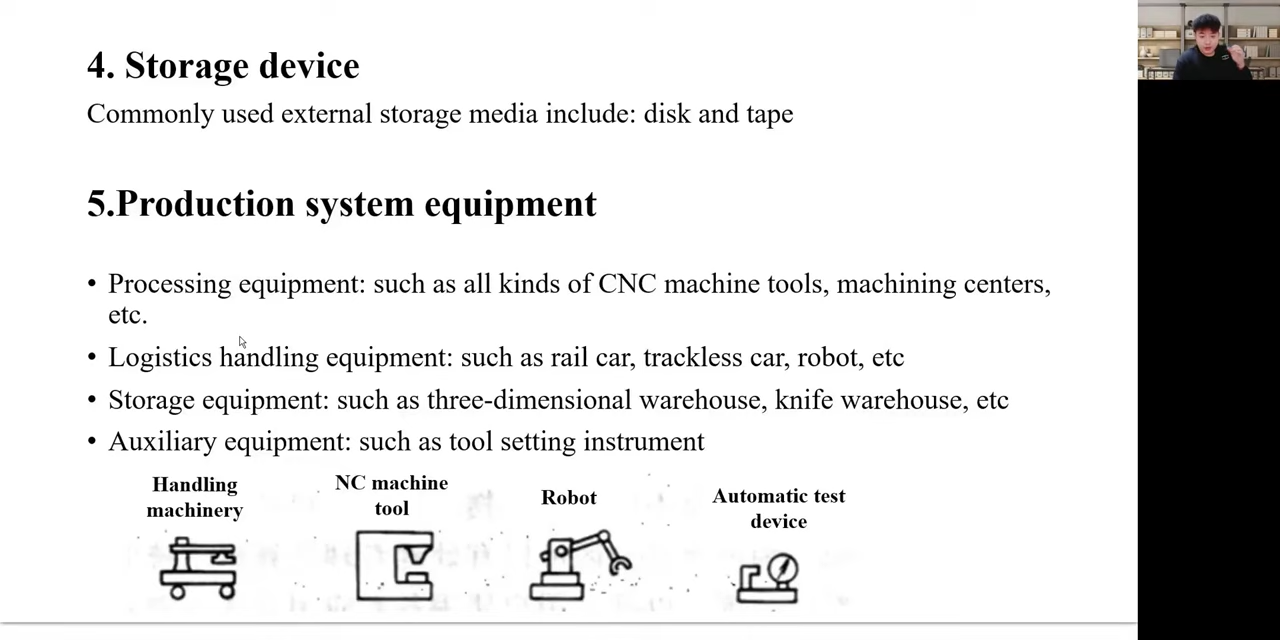 4. Storage device
Commonly used external storage media include: disk and tape
5.Production system equipment
• Processing equipment: such as all kinds of CNC machine tools, machining centers,
etc.
• Logistics handling equipment: such as rail car, trackless car, robot, etc
• Storage equipment: such as three-dimensional warehouse, knife warehouse, etc
• Auxiliary equipment: such as tool setting instrument
Handling
machinery
NC machine
tool
Robot
Automatic test
device